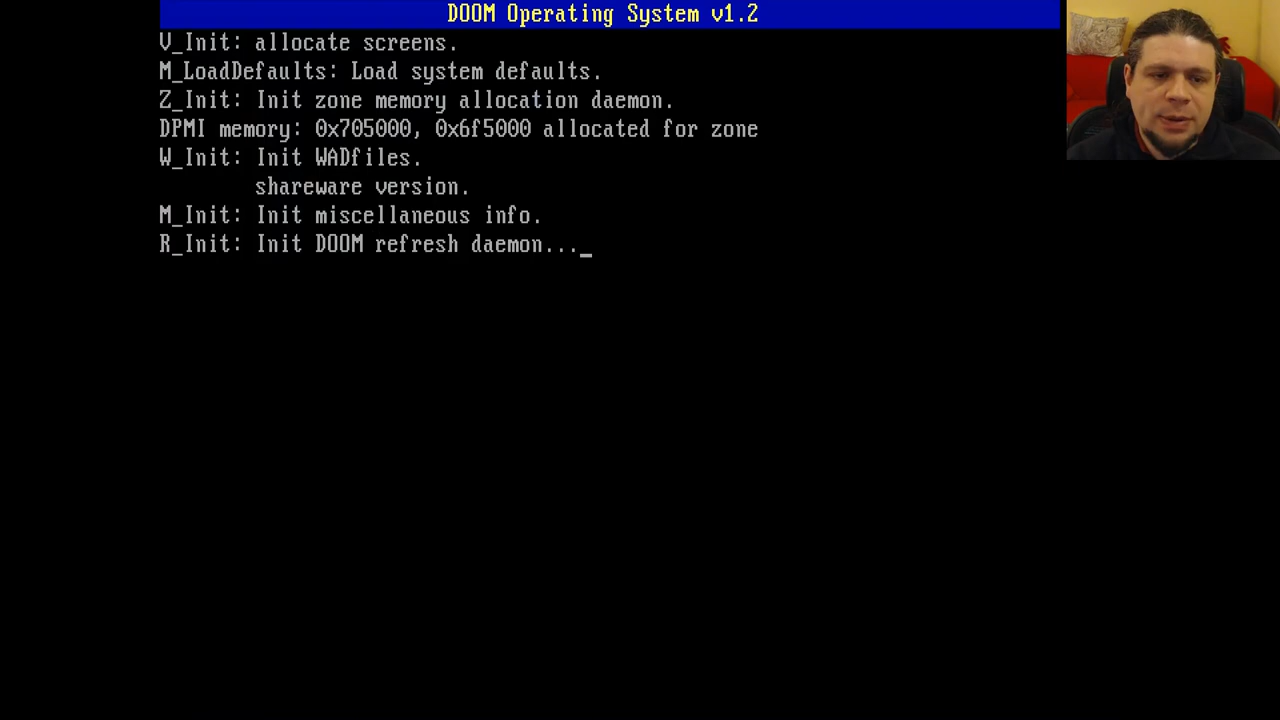 DOOM Operating System v1.2
V_Init: allocate screens.
M_LoadDefaults: Load system defaults.
Z_Init: Init zone memory allocation daemon.
DPMI memory: 0x705000, 0x6f5000 allocated for zone
W_Init: Init WADfiles.
shareware version.
M_Init: Init miscellaneous info.
R_Init: Init DOOM refresh daemon..._